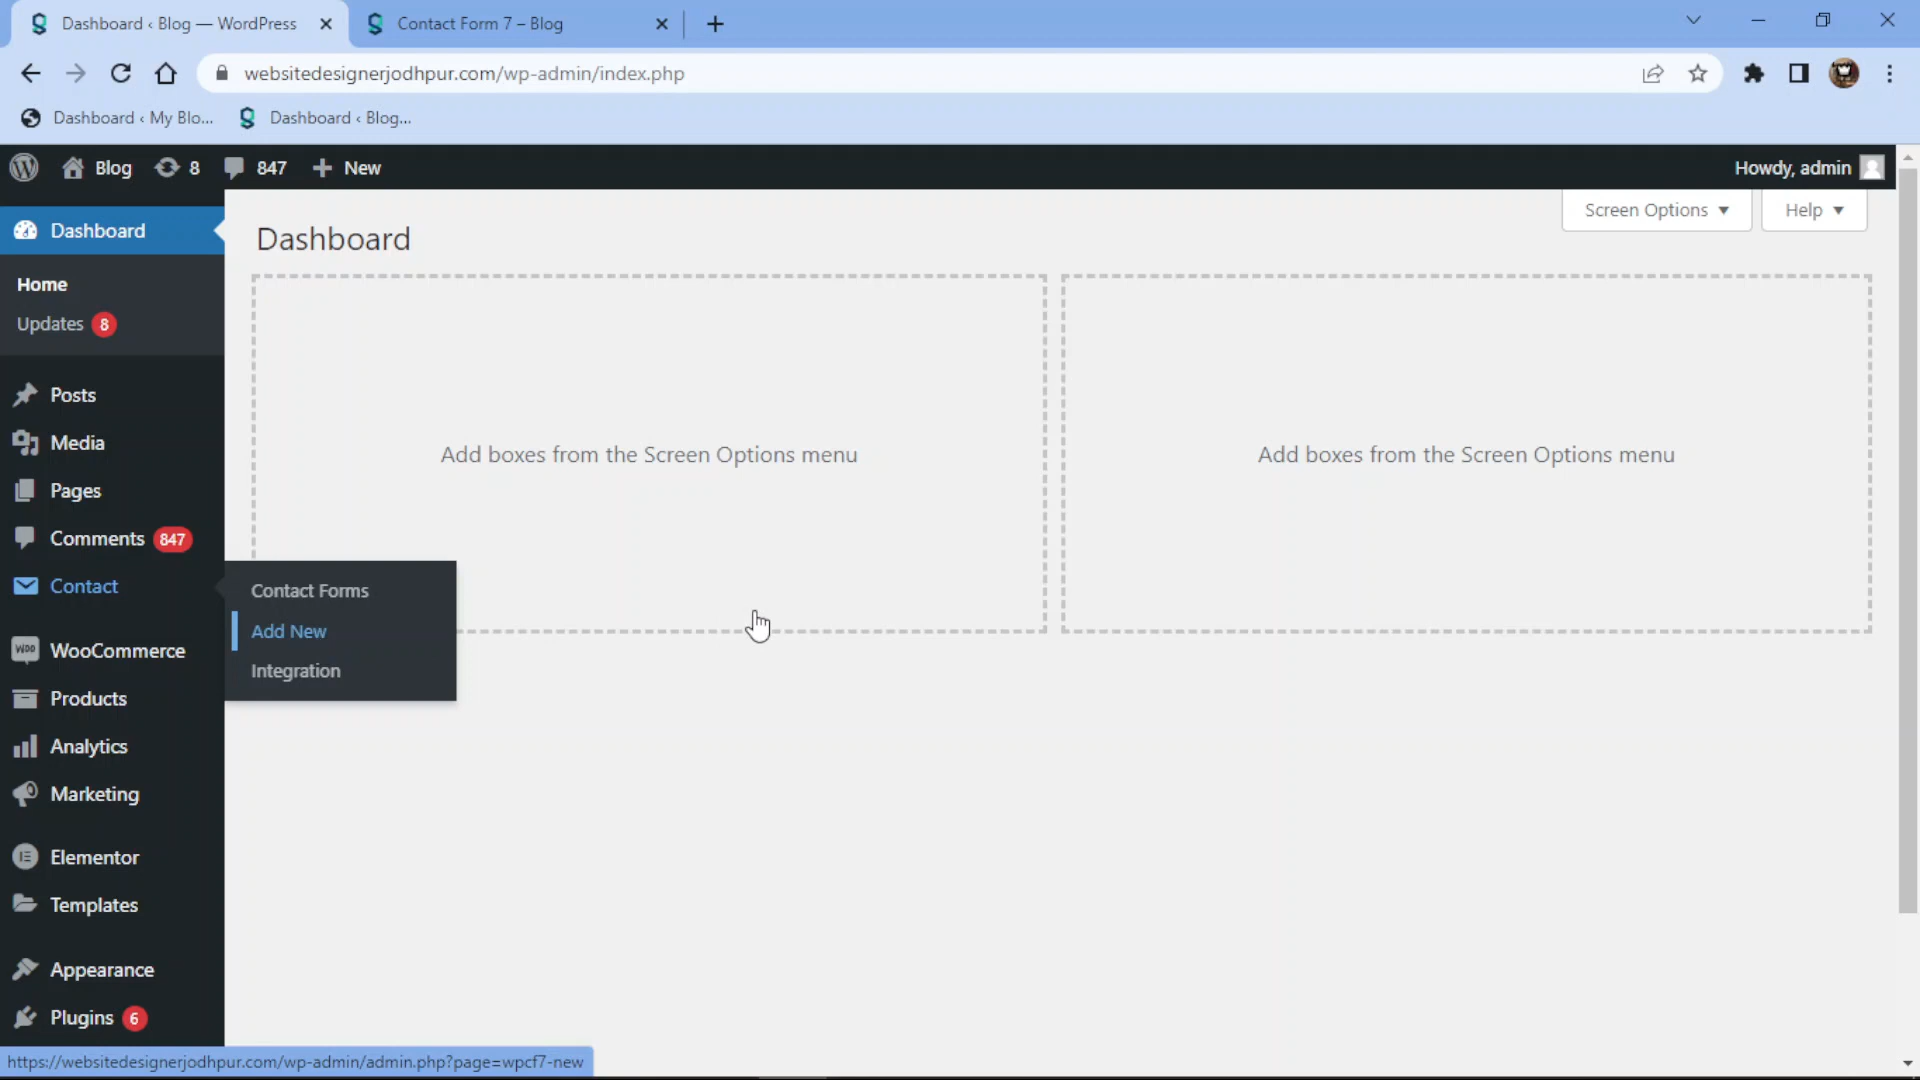 Dashboard ‹ Blog — WordPress
Contact Form 7 – Blog
websitedesignerjodhpur.com/wp-admin/index.php
Dashboard ‹ My Blo...
Dashboard ‹ Blog...
Blog
8
847
New
Howdy, admin
Screen Options
Help
Dashboard
Dashboard
Home
Updates 8
Posts
Media
Pages
Comments 847
Contact
Contact Forms
Add New
Integration
WooCommerce
Products
Analytics
Marketing
Elementor
Templates
Appearance
Plugins 6
Add boxes from the Screen Options menu
Add boxes from the Screen Options menu
https://websitedesignerjodhpur.com/wp-admin/admin.php?page=wpcf7-new